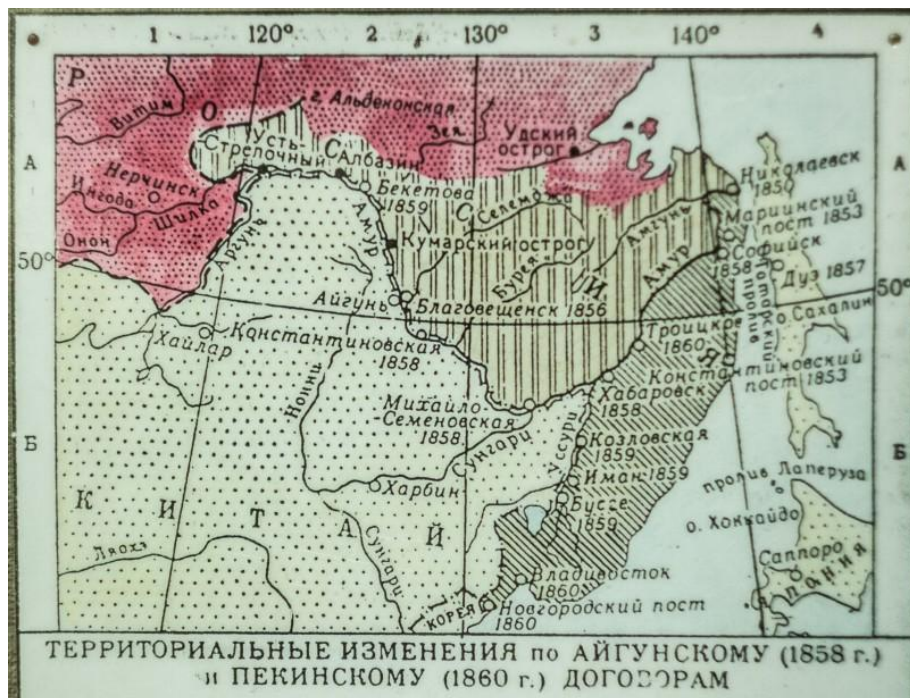 1 120° 2 130° 3 140° 4
Р
О
С
С
И
Я
А
А
Витим
г. Альдеконская
Зея
Удский
острог
Усть-
Стрелочный
Албазин
Нерчинск
Ингода
Шилка
Онон
Аргунь
Бекетова
1859
Селемджа
Амур
Кумарский острог
Бурея
Амгунь
Амур
Николаевск
1850
Мариинский
пост 1853
Софийск
1858
Дуэ 1857
Татарский
пролив
о. Сахалин
50°
50°
Айгунь
Благовещенск 1856
Хайлар
Константиновская
1858
Троицкое
1860
Константиновский
пост 1853
Хабаровск
1858
Нонни
Михайло-
Семеновская
1858
Сунгари
Уссури
Козловская
1859
Иман 1859
Буссе
1859
Б
Б
Харбин
пролив Лаперуза
о. Хоккайдо
Саппоро
ЯПОНИЯ
КИТАЙ
Ляохэ
Сунгари
Владивосток
1860
КОРЕЯ
Новгородский пост
1860
ТЕРРИТОРИАЛЬНЫЕ ИЗМЕНЕНИЯ по АЙГУНСКОМУ (1858 г.)
и ПЕКИНСКОМУ (1860 г.) ДОГОВОРАМ